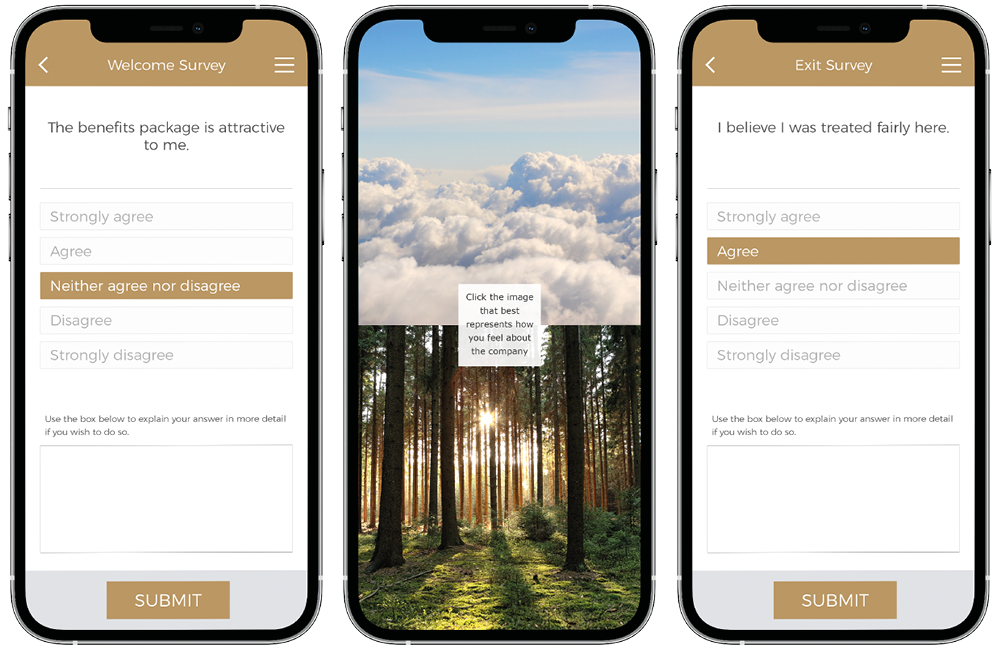 Welcome Survey
The benefits package is attractive
to me.
Strongly agree
Agree
Neither agree nor disagree
Disagree
Strongly disagree
Use the box below to explain your answer in more detail
if you wish to do so.
SUBMIT
Click the image
that best
represents how
you feel about
the company
Exit Survey
I believe I was treated fairly here.
Strongly agree
Agree
Neither agree nor disagree
Disagree
Strongly disagree
Use the box below to explain your answer in more detail
if you wish to do so.
SUBMIT